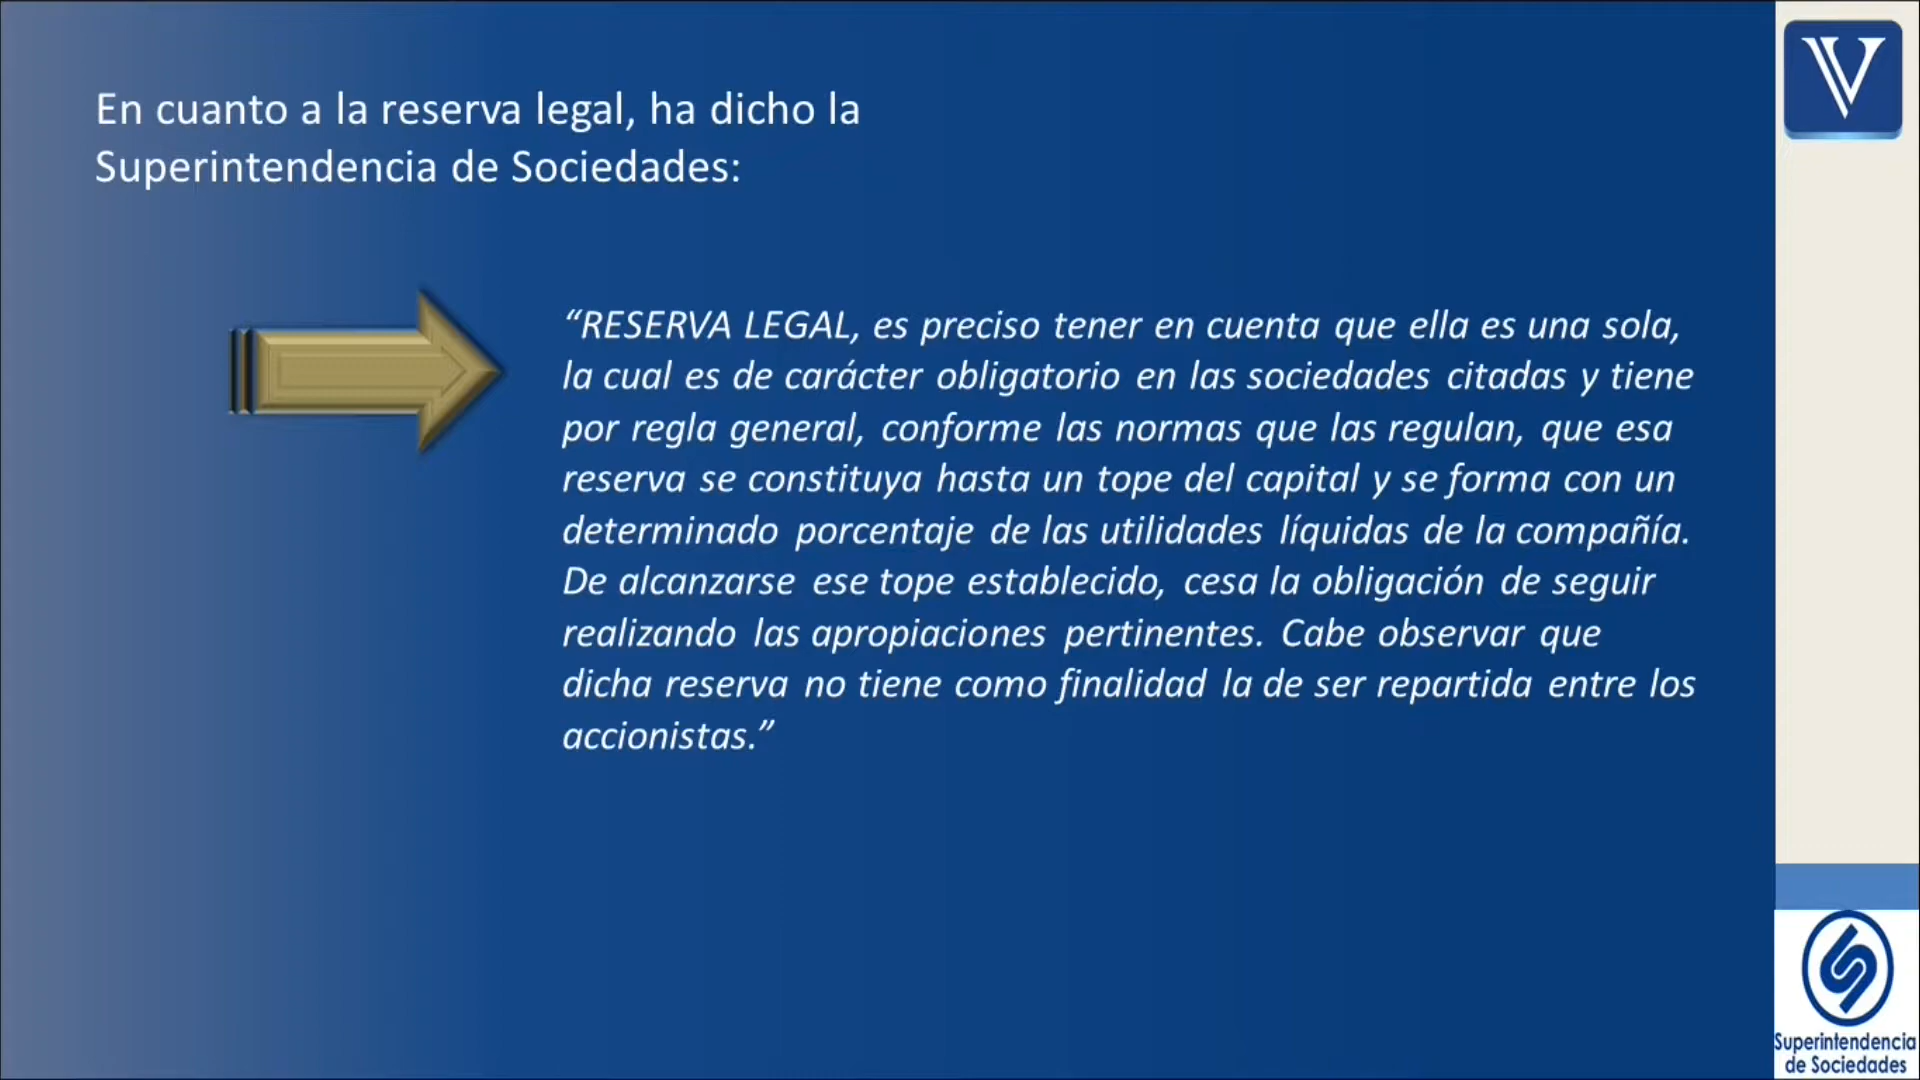 En cuanto a la reserva legal, ha dicho la
Superintendencia de Sociedades:
“RESERVA LEGAL, es preciso tener en cuenta que ella es una sola,
la cual es de carácter obligatorio en las sociedades citadas y tiene
por regla general, conforme las normas que las regulan, que esa
reserva se constituya hasta un tope del capital y se forma con un
determinado porcentaje de las utilidades líquidas de la compañía.
De alcanzarse ese tope establecido, cesa la obligación de seguir
realizando las apropiaciones pertinentes. Cabe observar que
dicha reserva no tiene como finalidad la de ser repartida entre los
accionistas.”
V
Superintendencia
de Sociedades